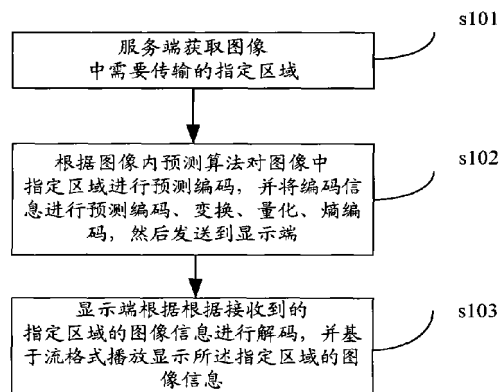 服务端获取图像
中需要传输的指定区域
s101
根据图像内预测算法对图像中
指定区域进行预测编码，并将编码信
息进行预测编码、变换、量化、熵编
码，然后发送到显示端
s102
显示端根据根据接收到的
指定区域的图像信息进行解码，并基
于流格式播放显示所述指定区域的图
像信息
s103